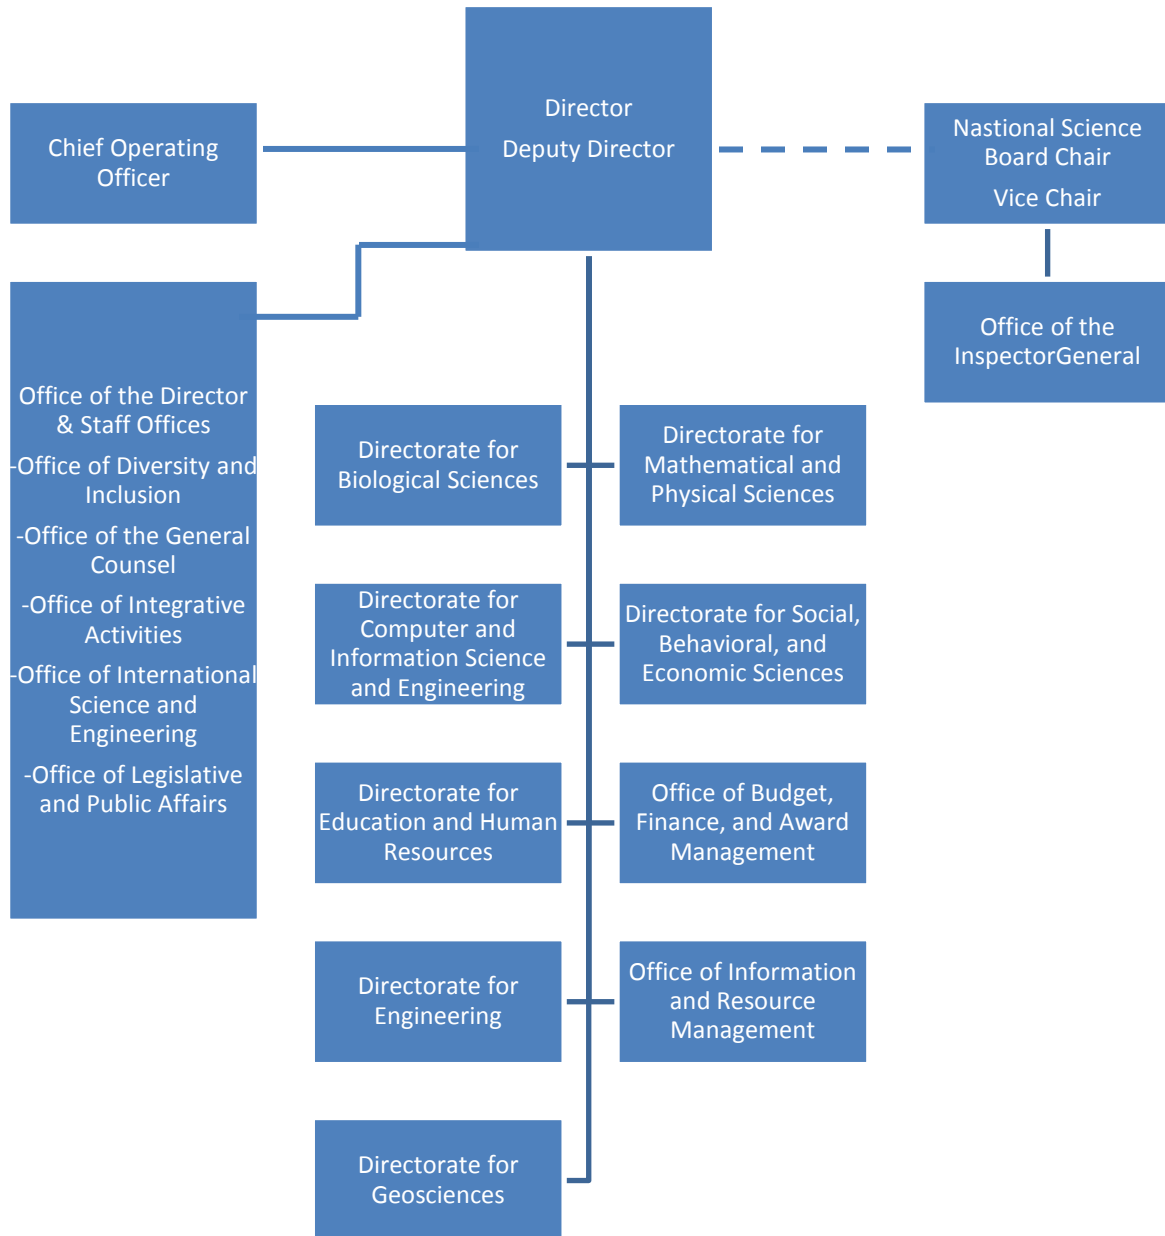 Director
Deputy Director
Chief Operating
Officer
Nastional Science
Board Chair
Vice Chair
Office of the
InspectorGeneral
Office of the Director
& Staff Offices
-Office of Diversity and
Inclusion
-Office of the General
Counsel
-Office of Integrative
Activities
-Office of International
Science and
Engineering
-Office of Legislative
and Public Affairs
Directorate for
Biological Sciences
Directorate for
Mathematical and
Physical Sciences
Directorate for
Computer and
Information Science
and Engineering
Directorate for Social,
Behavioral, and
Economic Sciences
Directorate for
Education and Human
Resources
Office of Budget,
Finance, and Award
Management
Directorate for
Engineering
Office of Information
and Resource
Management
Directorate for
Geosciences